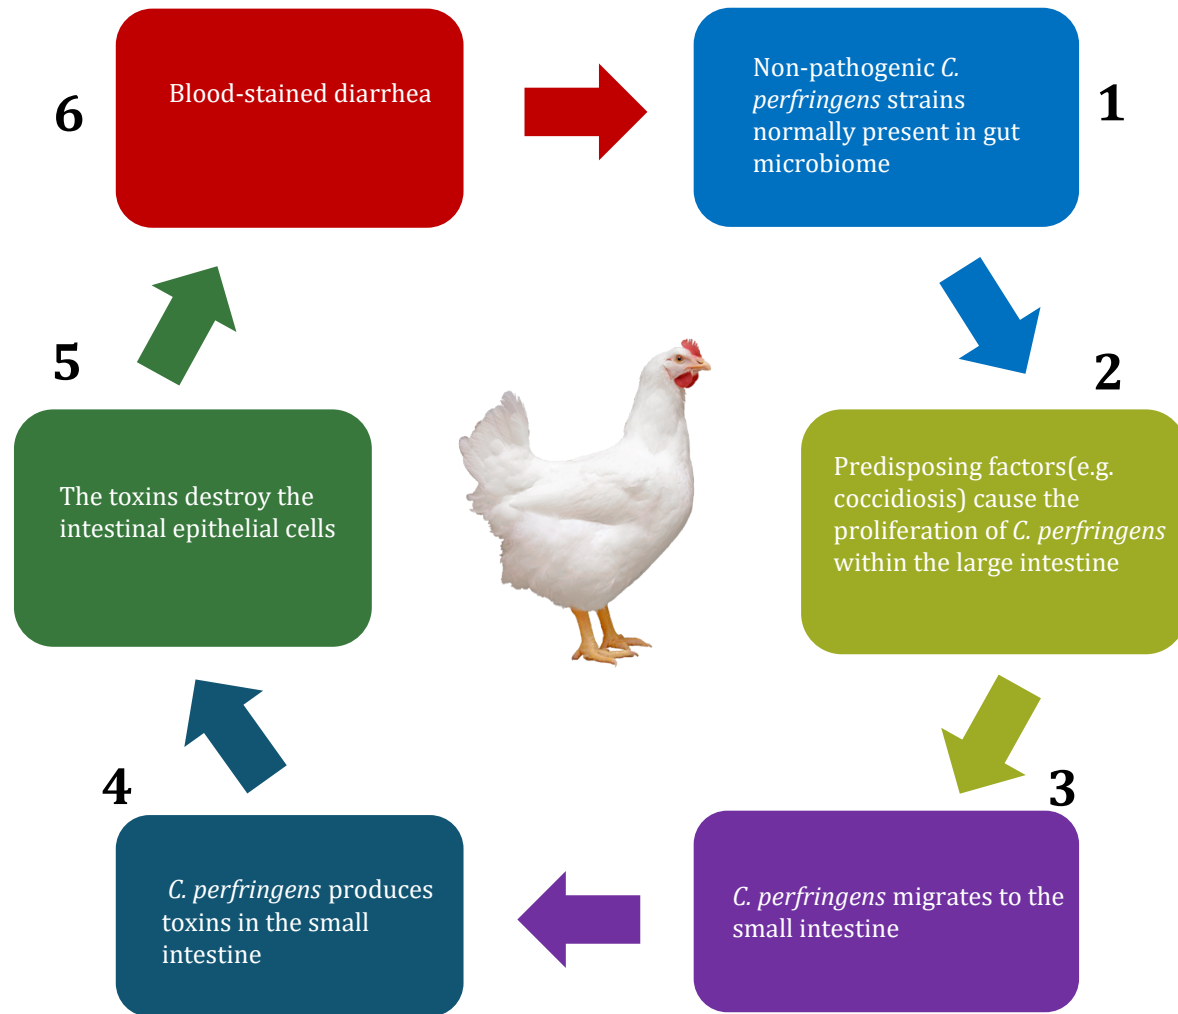 1
Non-pathogenic C.
perfringens strains
normally present in gut
microbiome
2
Predisposing factors(e.g.
coccidiosis) cause the
proliferation of C. perfringens
within the large intestine
3
C. perfringens migrates to the
small intestine
4
C. perfringens produces
toxins in the small
intestine
5
The toxins destroy the
intestinal epithelial cells
6
Blood-stained diarrhea